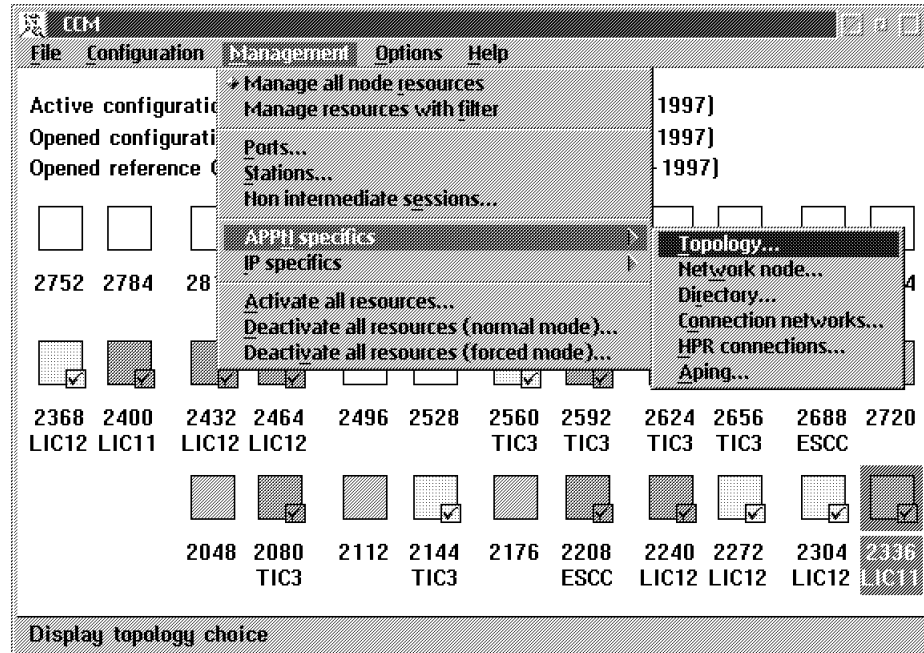 CCM
File Configuration Management Options Help
Manage all node resources
Manage resources with filter
Ports...
Stations...
Non intermediate sessions...
APPN specifics
IP specifics
Activate all resources...
Deactivate all resources (normal mode)...
Deactivate all resources (forced mode)...
Topology...
Network node...
Directory...
Connection networks...
HPR connections...
Aping...
Active configuratio 1997)
Opened configurati 1997)
Opened reference C - 1997)
2752 2784 281 4
2368 2400 2432 2464 2496 2528 2560 2592 2624 2656 2688 2720
LIC12 LIC11 LIC12 LIC12 TIC3 TIC3 TIC3 TIC3 ESCC
2048 2080 2112 2144 2176 2208 2240 2272 2304 2336
TIC3 TIC3 ESCC LIC12 LIC12 LIC12 LIC11
Display topology choice